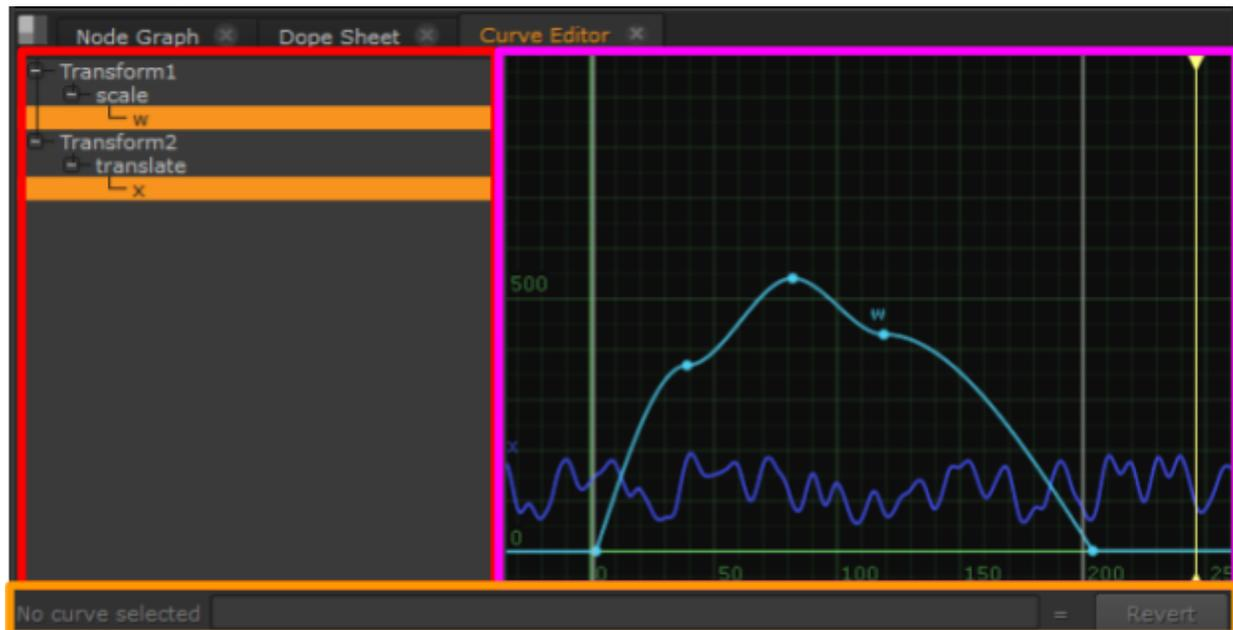 Node Graph Dope Sheet Curve Editor
Transform1
scale
w
Transform2
translate
x
500
w
x
0
0 50 100 150 200 25
No curve selected = Revert